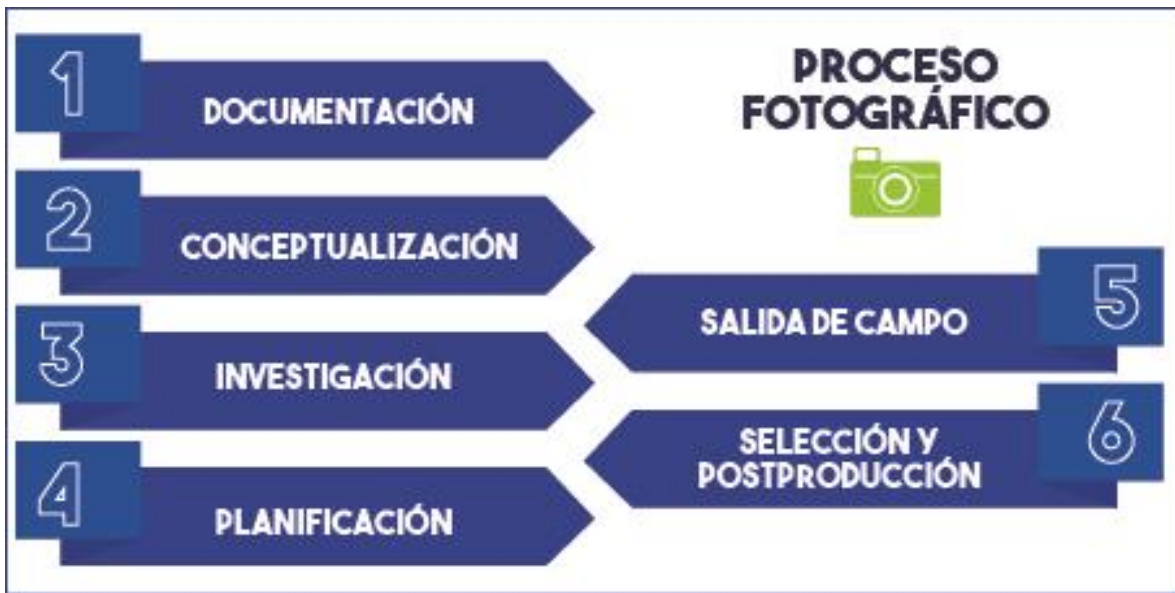 PROCESO
FOTOGRÁFICO
1
DOCUMENTACIÓN
2
CONCEPTUALIZACIÓN
3
INVESTIGACIÓN
4
PLANIFICACIÓN
5
SALIDA DE CAMPO
6
SELECCIÓN Y
POSTPRODUCCIÓN